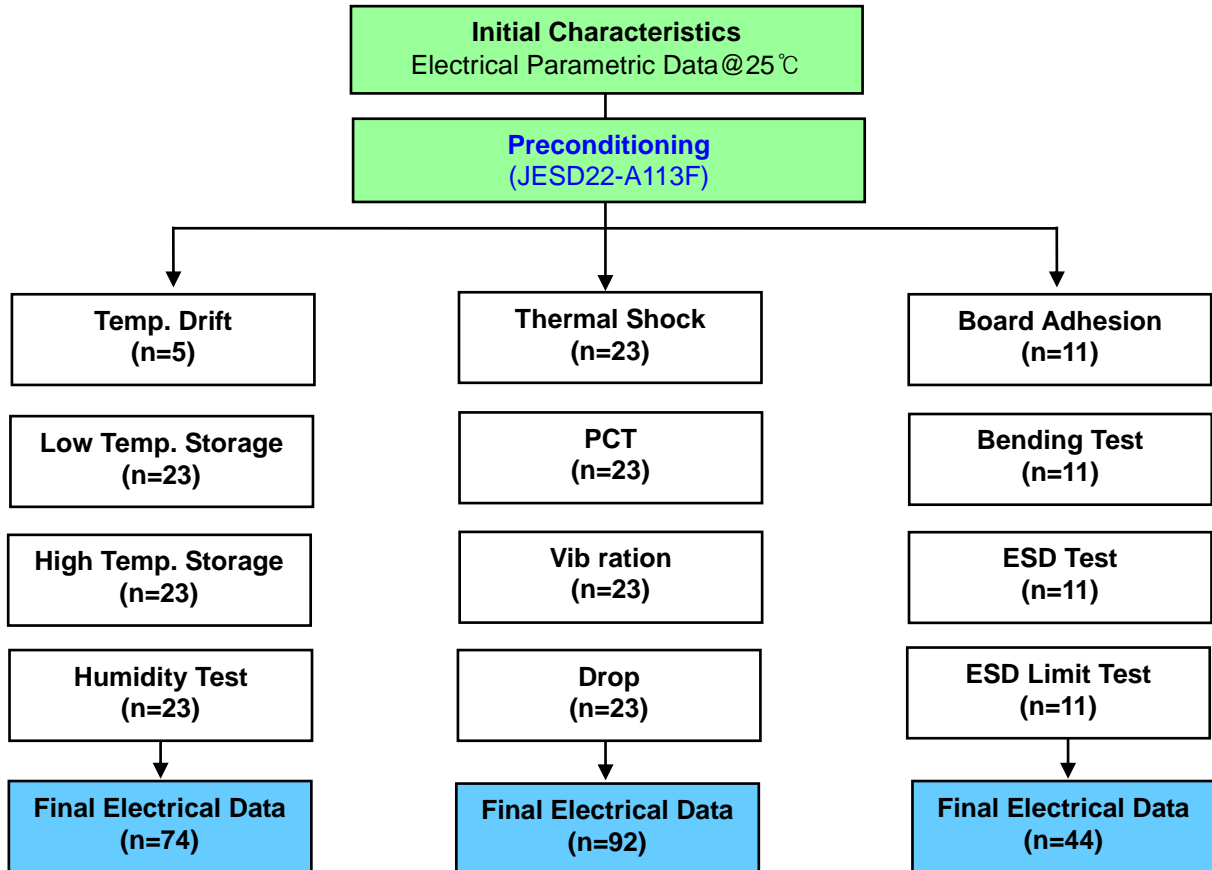 Initial Characteristics
Electrical Parametric Data@25℃
Preconditioning
(JESD22-A113F)
Temp. Drift
(n=5)
Low Temp. Storage
(n=23)
High Temp. Storage
(n=23)
Humidity Test
(n=23)
Final Electrical Data
(n=74)
Thermal Shock
(n=23)
PCT
(n=23)
Vib ration
(n=23)
Drop
(n=23)
Final Electrical Data
(n=92)
Board Adhesion
(n=11)
Bending Test
(n=11)
ESD Test
(n=11)
ESD Limit Test
(n=11)
Final Electrical Data
(n=44)